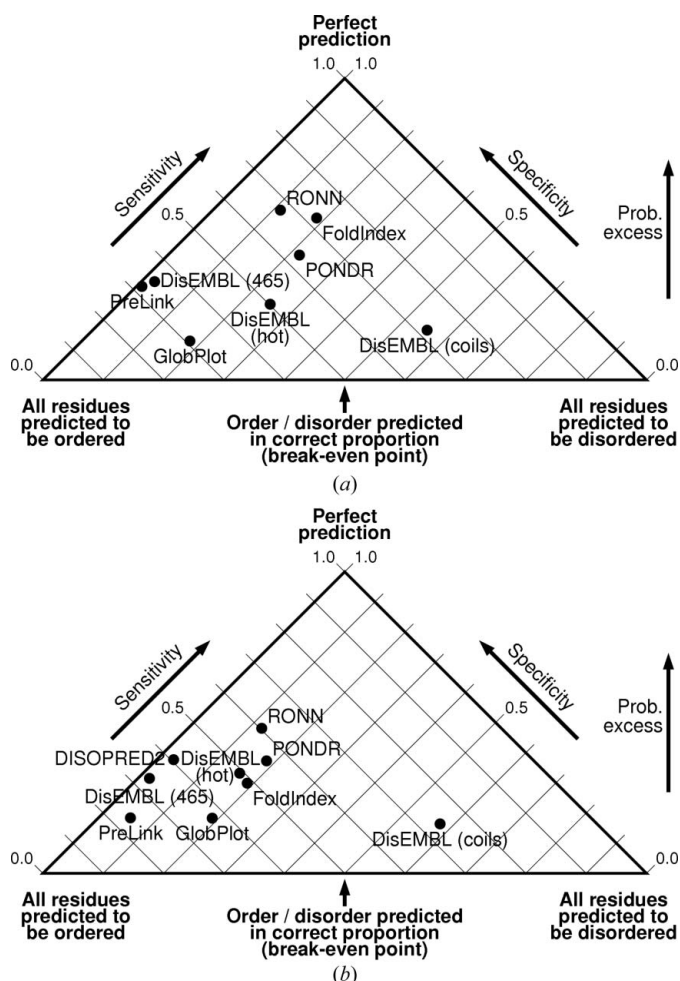 Perfect
prediction
1.0 1.0
Sensitivity
Specificity
0.5
0.5
Prob.
excess
RONN
FoldIndex
PONDR
DisEMBL (465)
PreLink
DisEMBL
(hot)
GlobPlot
DisEMBL (coils)
0.0
0.0
All residues
predicted to
be ordered
Order / disorder predicted
in correct proportion
(break-even point)
All residues
predicted to
be disordered
(a)
Perfect
prediction
1.0 1.0
Sensitivity
Specificity
0.5
0.5
Prob.
excess
RONN
DISOPRED2
DisEMBL
(hot)
PONDR
DisEMBL (465)
FoldIndex
PreLink
GlobPlot
DisEMBL (coils)
0.0
0.0
All residues
predicted to
be ordered
Order / disorder predicted
in correct proportion
(break-even point)
All residues
predicted to
be disordered
(b)